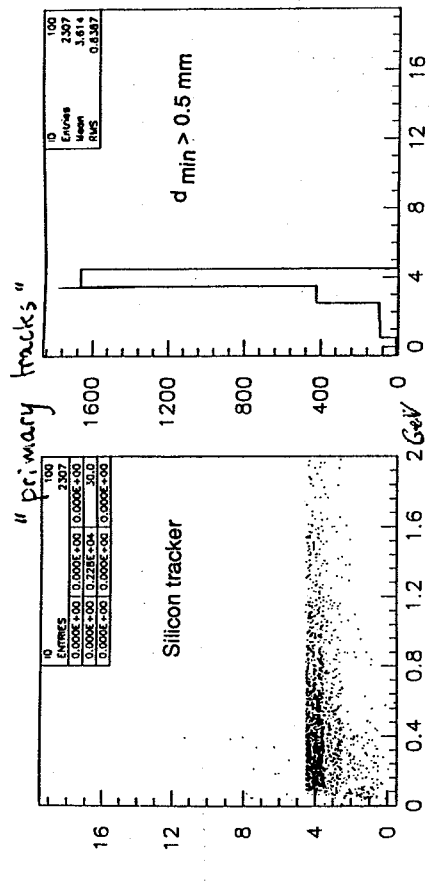 "primary tracks"
ID 100
ENTRIES 2307
0.000E+00 0.000E+00 0.000E+00
0.000E+00 0.228E+04 30.0
0.000E+00 0.000E+00 0.000E+00
Silicon tracker
16
12
8
4
0
0 0.4 0.8 1.2 1.6 2
GeV
ID 100
Entries 2307
Mean 3.614
RMS 0.8387
d min > 0.5 mm
1600
1200
800
400
0
0 4 8 12 16